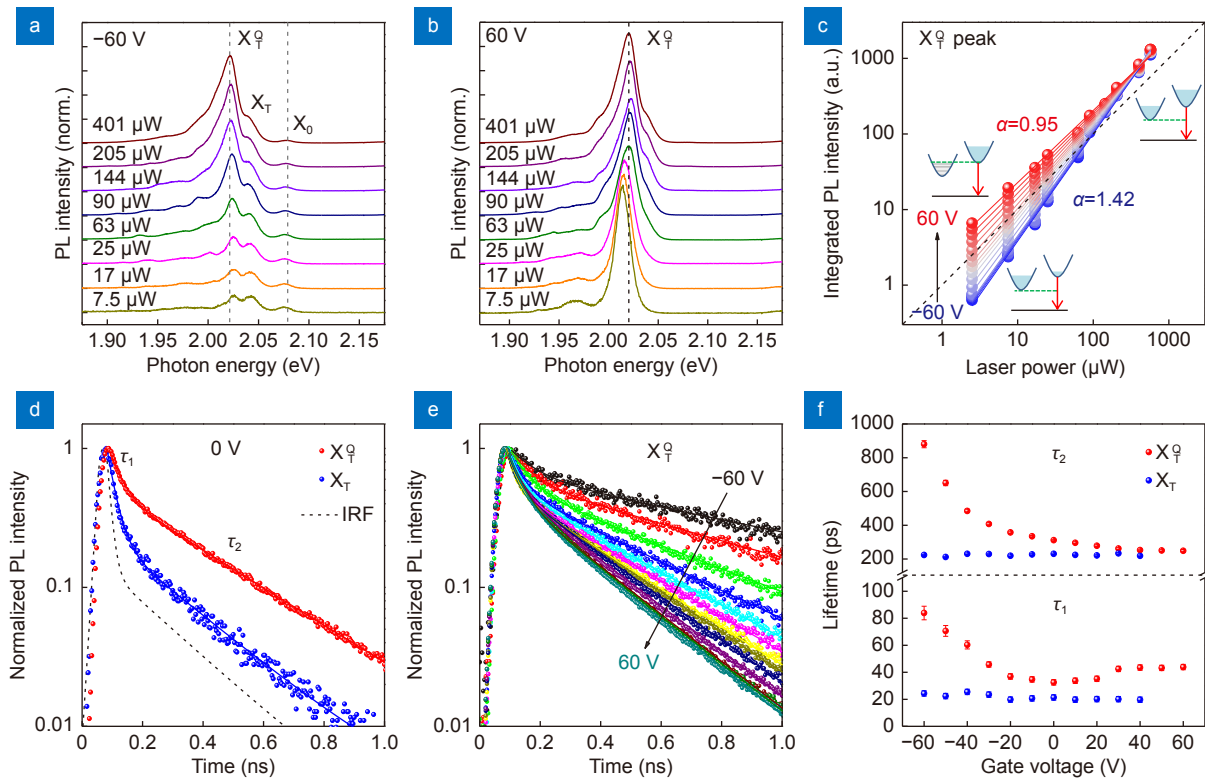 a
−60 V
X_T^Q
X_T
X_0
401 μW
205 μW
144 μW
90 μW
63 μW
25 μW
17 μW
7.5 μW
PL intensity (norm.)
1.90 1.95 2.00 2.05 2.10 2.15
Photon energy (eV)
b
60 V
X_T^Q
401 μW
205 μW
144 μW
90 μW
63 μW
25 μW
17 μW
7.5 μW
PL intensity (norm.)
1.90 1.95 2.00 2.05 2.10 2.15
Photon energy (eV)
c
X_T^Q peak
α=0.95
α=1.42
60 V
−60 V
Integrated PL intensity (a.u.)
1000
100
10
1
1 10 100 1000
Laser power (μW)
d
0 V
τ1
τ2
X_T^Q
X_T
IRF
Normalized PL intensity
1
0.1
0.01
0 0.2 0.4 0.6 0.8 1.0
Time (ns)
e
X_T^Q
−60 V
60 V
Normalized PL intensity
1
0.1
0.01
0 0.2 0.4 0.6 0.8 1.0
Time (ns)
f
τ2
X_T^Q
X_T
τ1
Lifetime (ps)
1000
800
600
400
200
100
80
60
40
20
0
−60 −40 −20 0 20 40 60
Gate voltage (V)